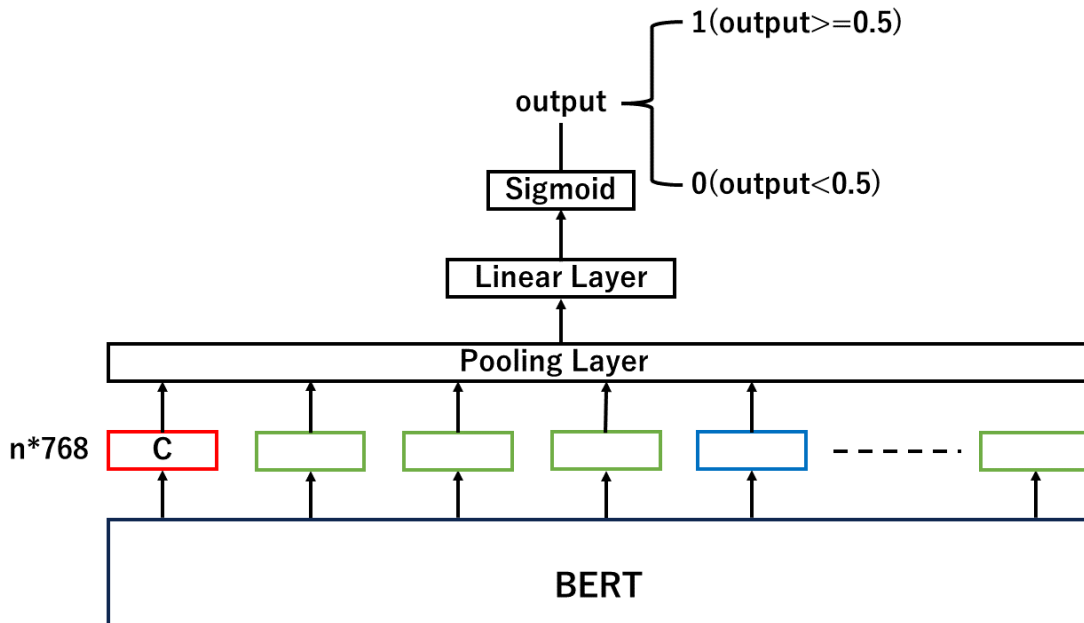 1(output>=0.5)
output
0(output<0.5)
Sigmoid
Linear Layer
Pooling Layer
n*768
C
BERT